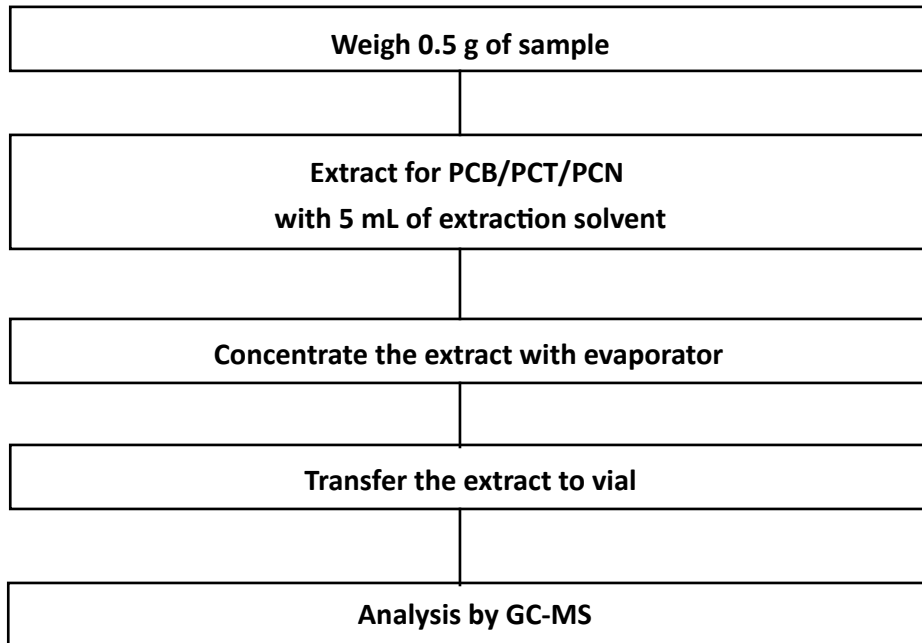 Weigh 0.5 g of sample
Extract for PCB/PCT/PCN
with 5 mL of extraction solvent
Concentrate the extract with evaporator
Transfer the extract to vial
Analysis by GC-MS